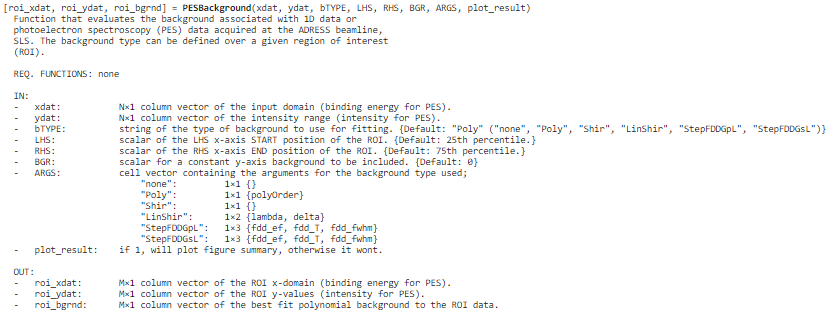 [roi_xdat, roi_ydat, roi_bgrnd] = PESBackground(xdat, ydat, bTYPE, LHS, RHS, BGR, ARGS, plot_result)
Function that evaluates the background associated with 1D data or
photoelectron spectroscopy (PES) data acquired at the ADRESS beamline,
SLS. The background type can be defined over a given region of interest
(ROI).

REQ. FUNCTIONS: none

IN:
- xdat: N×1 column vector of the input domain (binding energy for PES).
- ydat: N×1 column vector of the intensity range (intensity for PES).
- bTYPE: string of the type of background to use for fitting. {Default: "Poly" ("none", "Poly", "Shir", "LinShir", "StepFDDGpL", "StepFDDGsL")}
- LHS: scalar of the LHS x-axis START position of the ROI. {Default: 25th percentile.}
- RHS: scalar of the RHS x-axis END position of the ROI. {Default: 75th percentile.}
- BGR: scalar for a constant y-axis background to be included. {Default: 0}
- ARGS: cell vector containing the arguments for the background type used;
"none": 1×1 {}
"Poly": 1×1 {polyOrder}
"Shir": 1×1 {}
"LinShir": 1×2 {lambda, delta}
"StepFDDGpL": 1×3 {fdd_ef, fdd_T, fdd_fwhm}
"StepFDDGsL": 1×3 {fdd_ef, fdd_T, fdd_fwhm}
- plot_result: if 1, will plot figure summary, otherwise it wont.

OUT:
- roi_xdat: M×1 column vector of the ROI x-domain (binding energy for PES).
- roi_ydat: M×1 column vector of the ROI y-values (intensity for PES).
- roi_bgrnd: M×1 column vector of the best fit polynomial background to the ROI data.